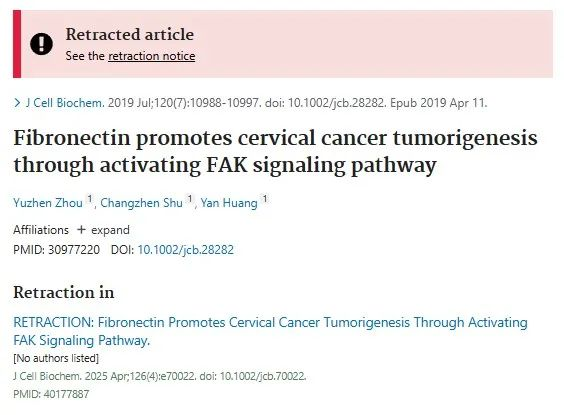 Retracted article
See the retraction notice
J Cell Biochem. 2019 Jul;120(7):10988-10997. doi: 10.1002/jcb.28282. Epub 2019 Apr 11.
Fibronectin promotes cervical cancer tumorigenesis
through activating FAK signaling pathway
Yuzhen Zhou 1, Changzhen Shu 1, Yan Huang 1
Affiliations + expand
PMID: 30977220 DOI: 10.1002/jcb.28282
Retraction in
RETRACTION: Fibronectin Promotes Cervical Cancer Tumorigenesis Through Activating
FAK Signaling Pathway.
[No authors listed]
J Cell Biochem. 2025 Apr;126(4):e70022. doi: 10.1002/jcb.70022.
PMID: 40177887